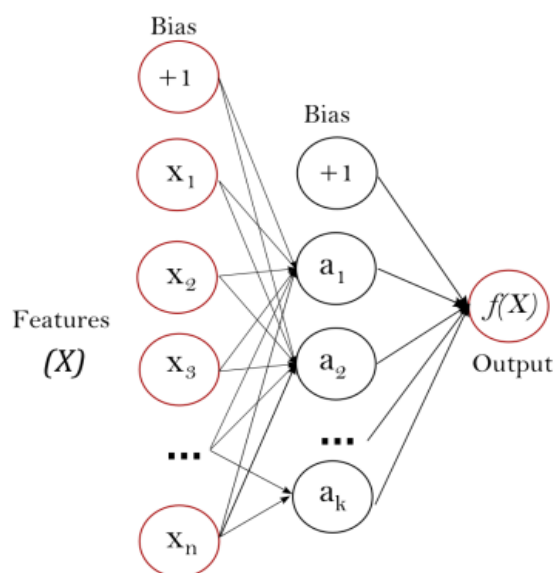 Bias
+1
x1
x2
x3
...
xn
Features
(X)
Bias
+1
a1
a2
...
ak
f(X)
Output